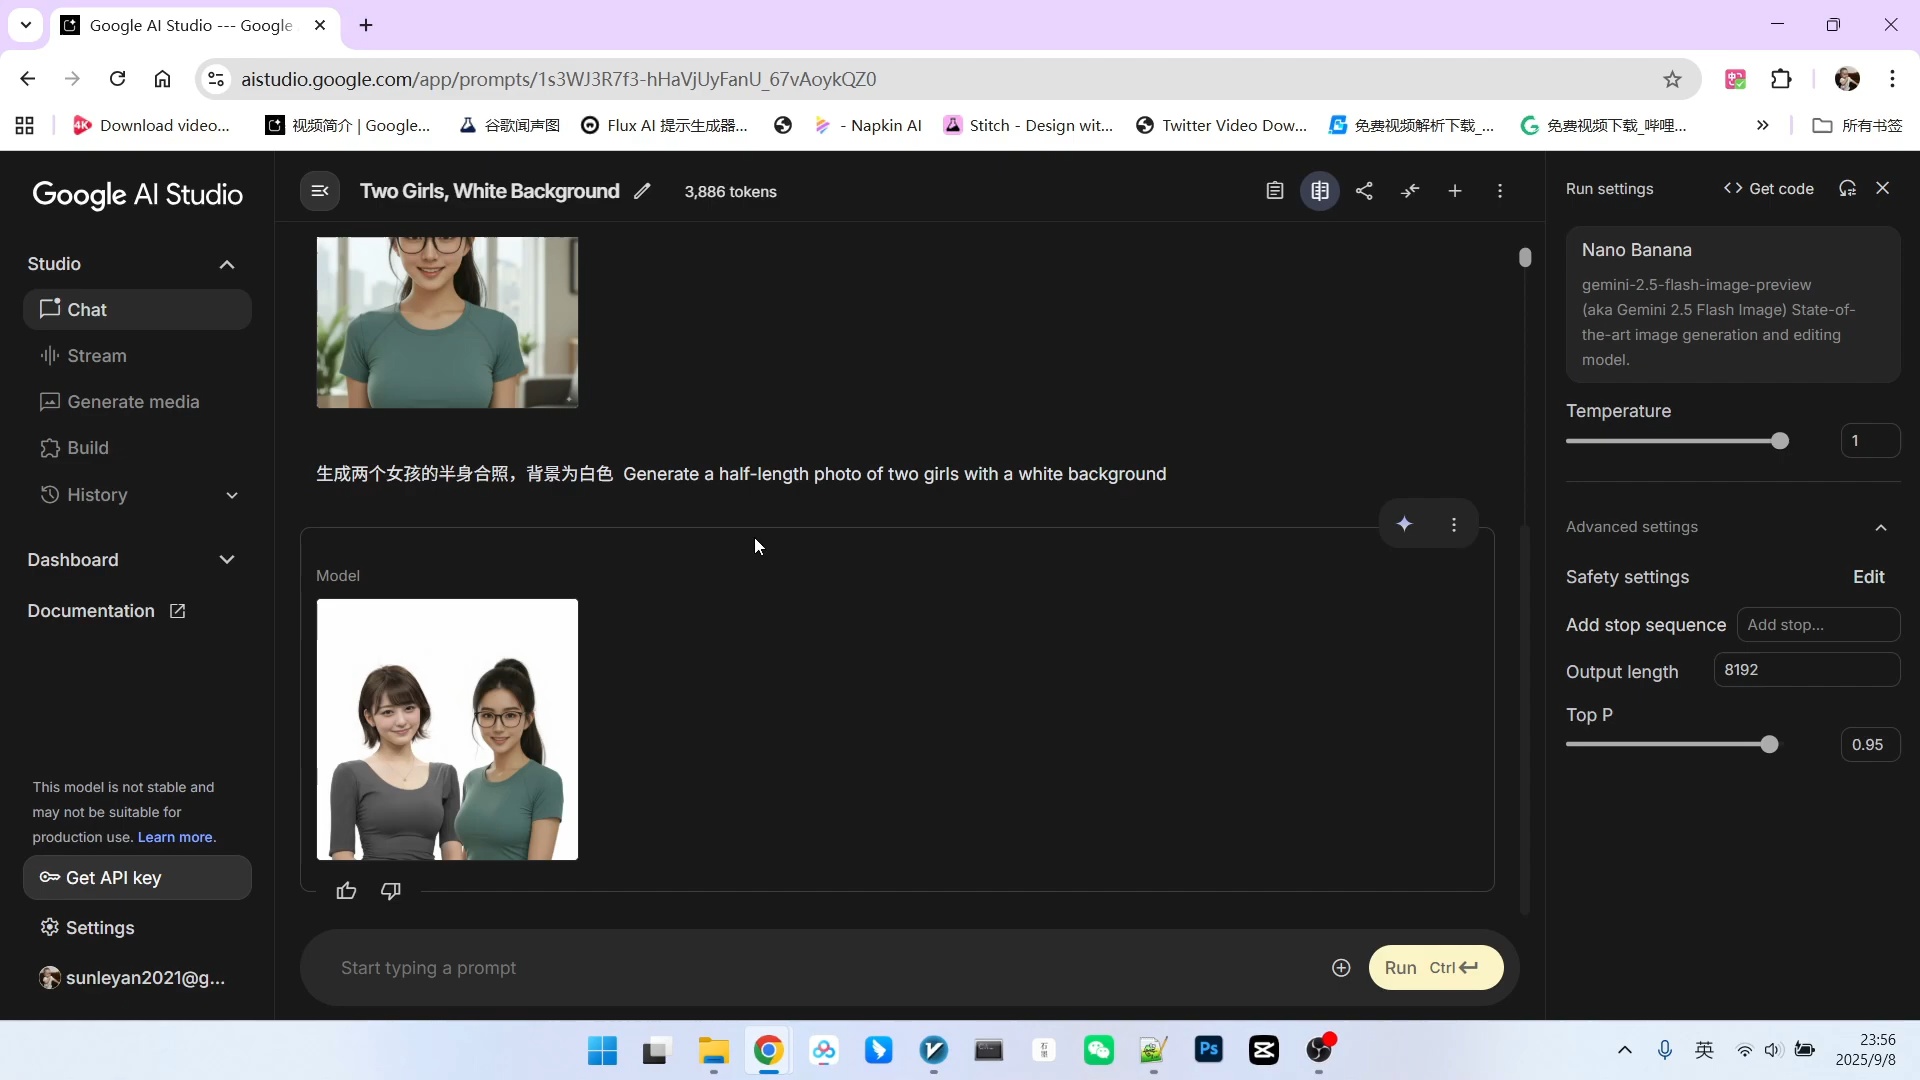 Google AI Studio --- Google
aistudio.google.com/app/prompts/1s3WJ3R7f3-hHaVjUyFanU_67vAoykQZ0
Download video...
视频简介 | Google...
谷歌闻声图
Flux AI 提示生成器...
- Napkin AI
Stitch - Design wit...
Twitter Video Dow...
免费视频解析下载_...
免费视频下载_哔哩...
所有书签
Google AI Studio
Two Girls, White Background
3,886 tokens
Run settings
Get code
Studio
Chat
Stream
Generate media
Build
History
Dashboard
Documentation
This model is not stable and
may not be suitable for
production use. Learn more.
Get API key
Settings
sunleyan2021@g...
生成两个女孩的半身合照，背景为白色 Generate a half-length photo of two girls with a white background
Model
Start typing a prompt
Run Ctrl
Nano Banana
gemini-2.5-flash-image-preview
(aka Gemini 2.5 Flash Image) State-of-
the-art image generation and editing
model.
Temperature
1
Advanced settings
Safety settings
Edit
Add stop sequence
Add stop...
Output length
8192
Top P
0.95
Ps
英
23:56
2025/9/8